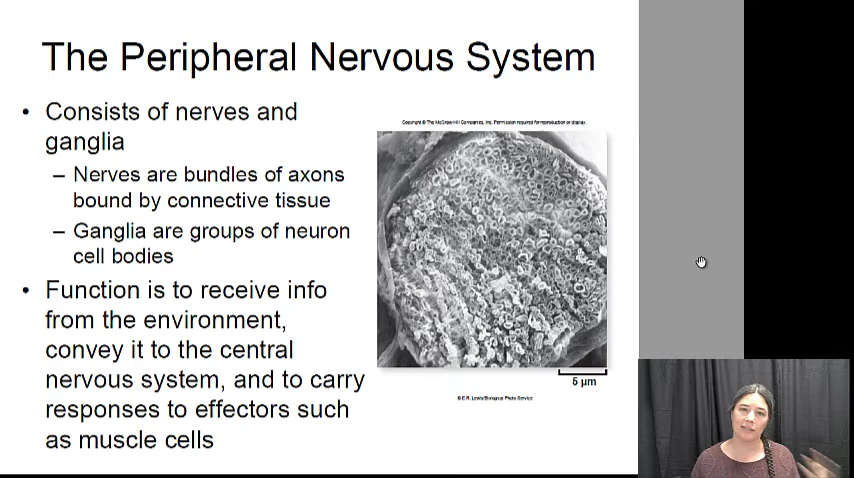 The Peripheral Nervous System
• Consists of nerves and
ganglia
– Nerves are bundles of axons
bound by connective tissue
– Ganglia are groups of neuron
cell bodies
• Function is to receive info
from the environment,
convey it to the central
nervous system, and to carry
responses to effectors such
as muscle cells
Copyright © The McGraw-Hill Companies, Inc. Permission required for reproduction or display.
5 µm
© E.R. Lewis/Biological Photo Service